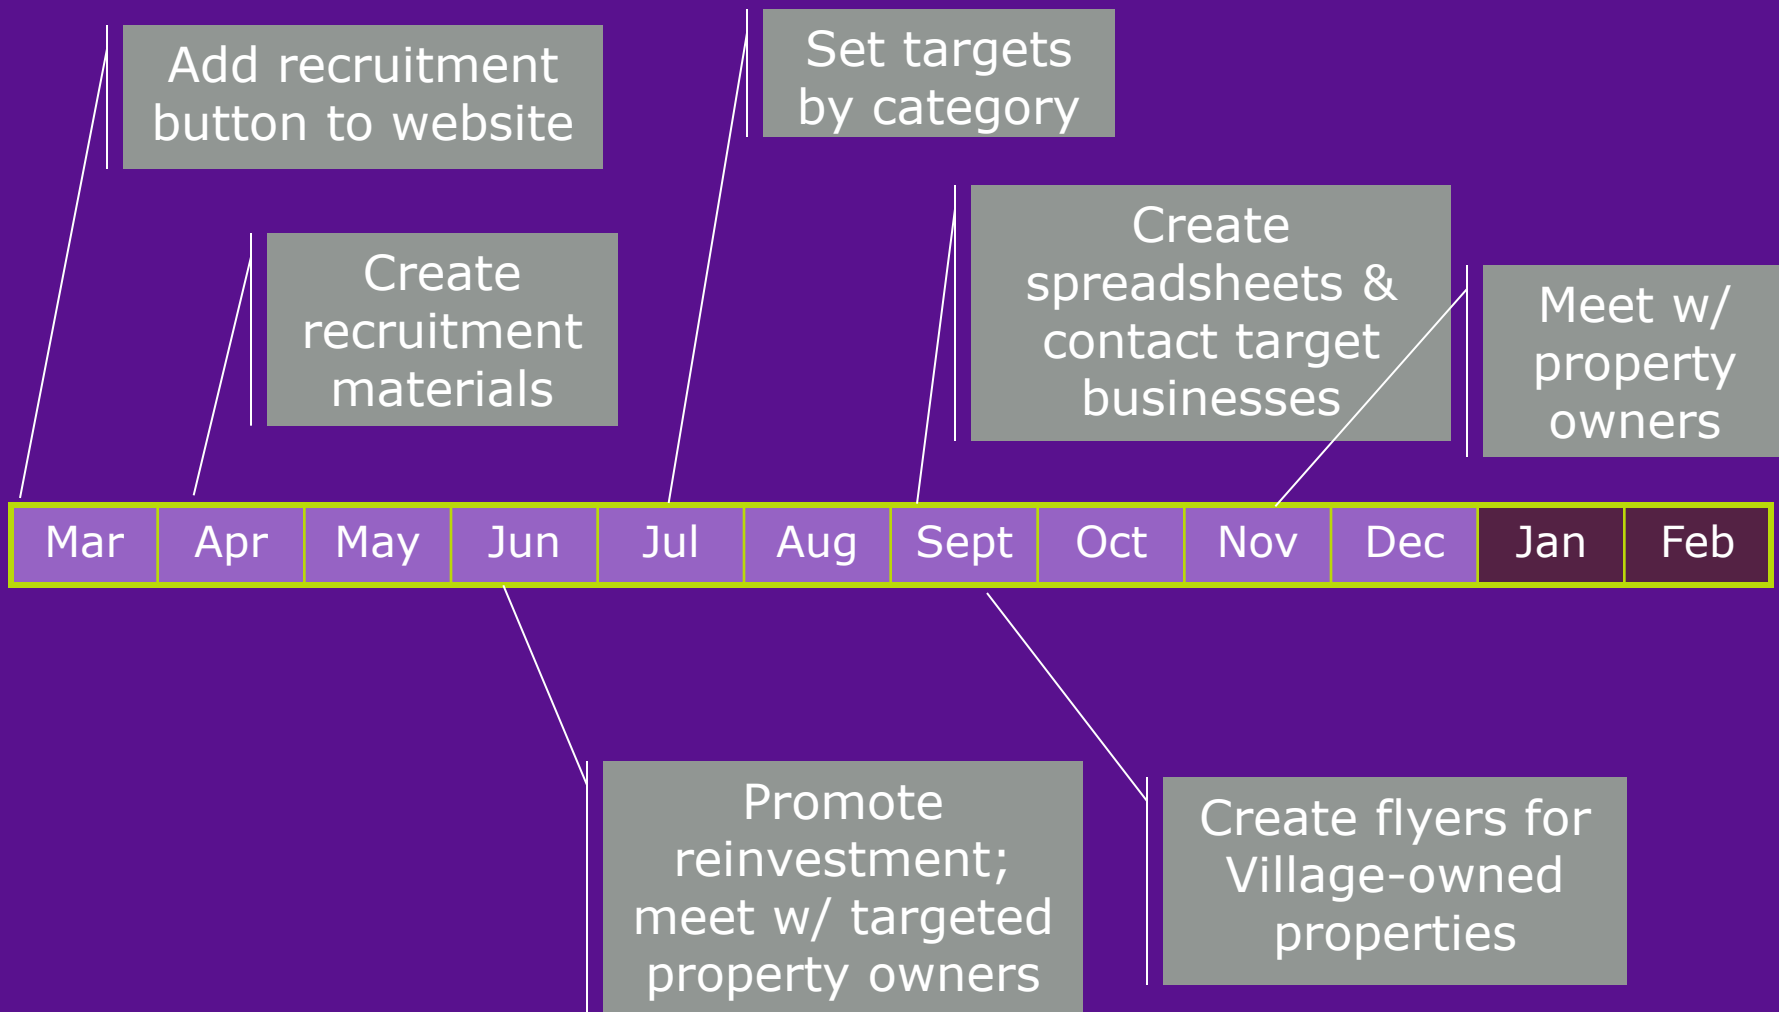 Add recruitment
button to website
Set targets
by category
Create
recruitment
materials
Create
spreadsheets &
contact target
businesses
Meet w/
property
owners
Mar Apr May Jun Jul Aug Sept Oct Nov Dec Jan Feb
Promote
reinvestment;
meet w/ targeted
property owners
Create flyers for
Village-owned
properties